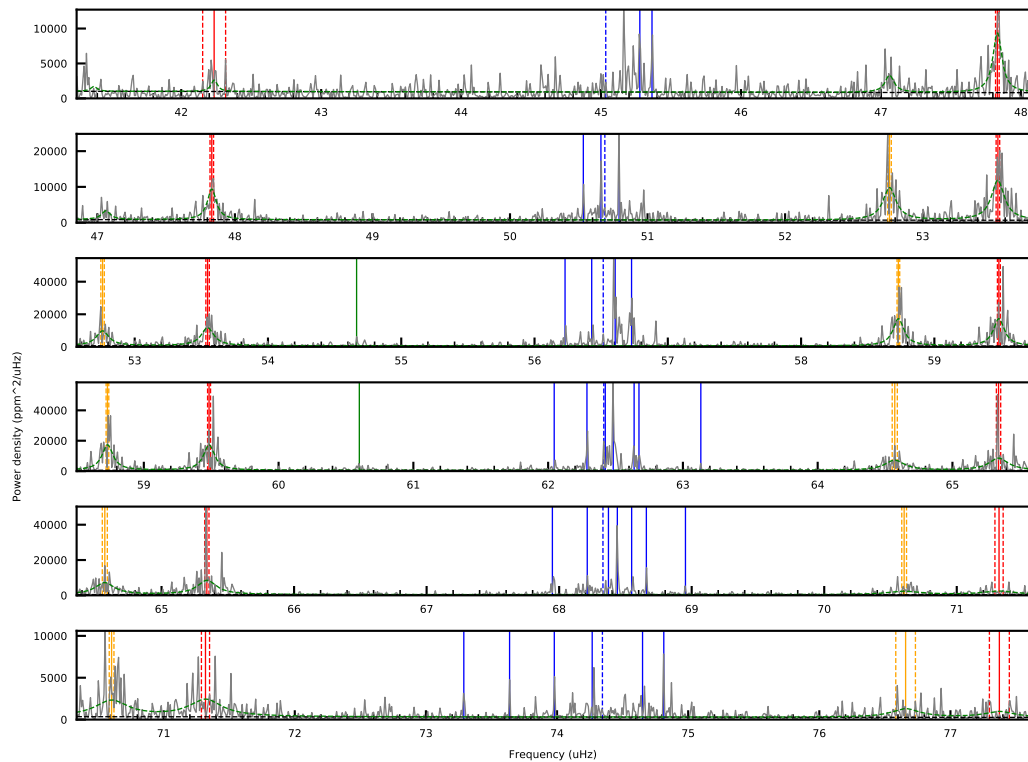 10000
5000
0
42 43 44 45 46 47 48
20000
10000
0
47 48 49 50 51 52 53
40000
20000
0
53 54 55 56 57 58 59
40000
20000
0
59 60 61 62 63 64 65
40000
20000
0
65 66 67 68 69 70 71
10000
5000
0
71 72 73 74 75 76 77
Power density (ppm^2/uHz)
Frequency (uHz)